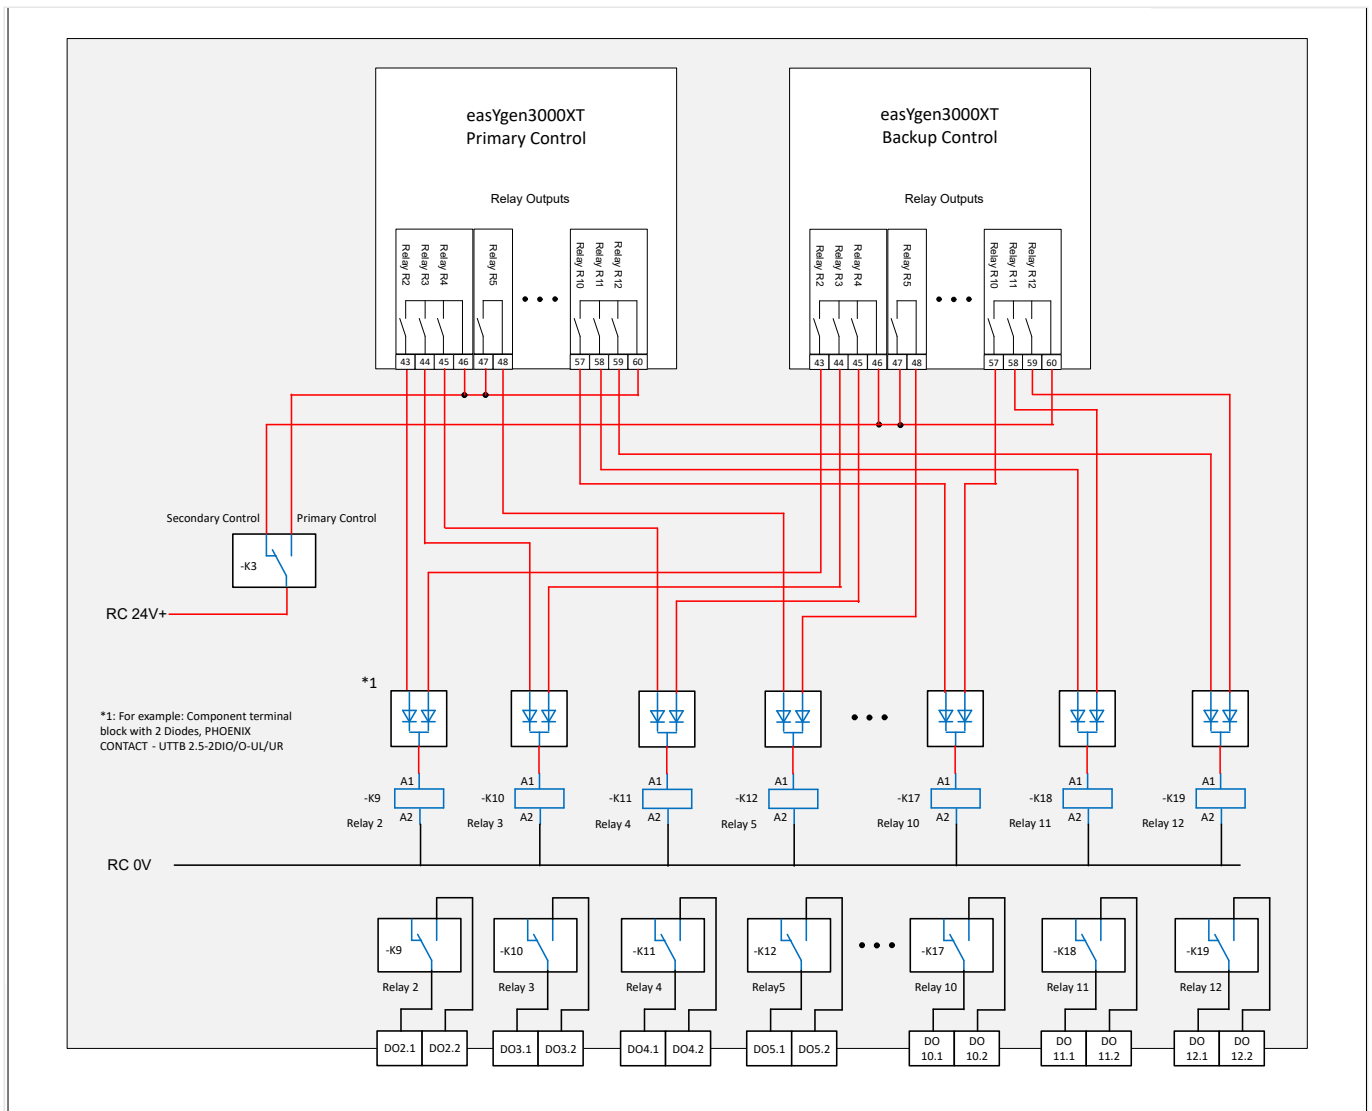 easYgen3000XT
Primary Control
easYgen3000XT
Backup Control
Relay Outputs
Relay Outputs
Relay R2
Relay R3
Relay R4
Relay R5
Relay R10
Relay R11
Relay R12
Relay R2
Relay R3
Relay R4
Relay R5
Relay R10
Relay R11
Relay R12
43 44 45 46 47 48 57 58 59 60
43 44 45 46 47 48 57 58 59 60
Secondary Control
Primary Control
-K3
RC 24V+
*1
*1: For example: Component terminal
block with 2 Diodes, PHOENIX
CONTACT - UTTB 2.5-2DIO/O-UL/UR
A1 A1 A1 A1 A1 A1 A1
-K9 -K10 -K11 -K12 -K17 -K18 -K19
A2 A2 A2 A2 A2 A2 A2
Relay 2 Relay 3 Relay 4 Relay 5 Relay 10 Relay 11 Relay 12
RC 0V
-K9 -K10 -K11 -K12 -K17 -K18 -K19
Relay 2 Relay 3 Relay 4 Relay5 Relay 10 Relay 11 Relay 12
DO2.1 DO2.2 DO3.1 DO3.2 DO4.1 DO4.2 DO5.1 DO5.2
DO
10.1
DO
10.2
DO
11.1
DO
11.2
DO
12.1
DO
12.2